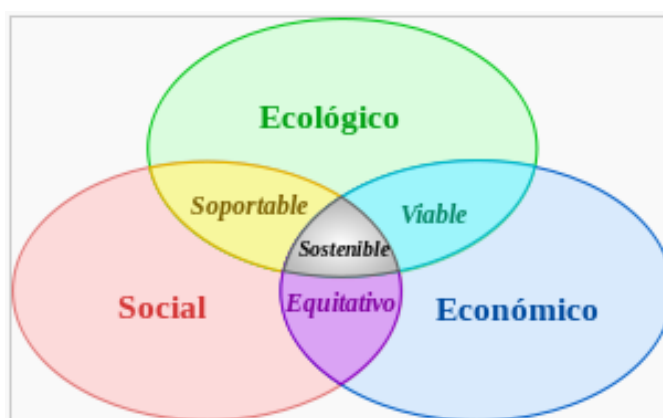 Ecológico
Soportable
Viable
Sostenible
Social
Equitativo
Económico